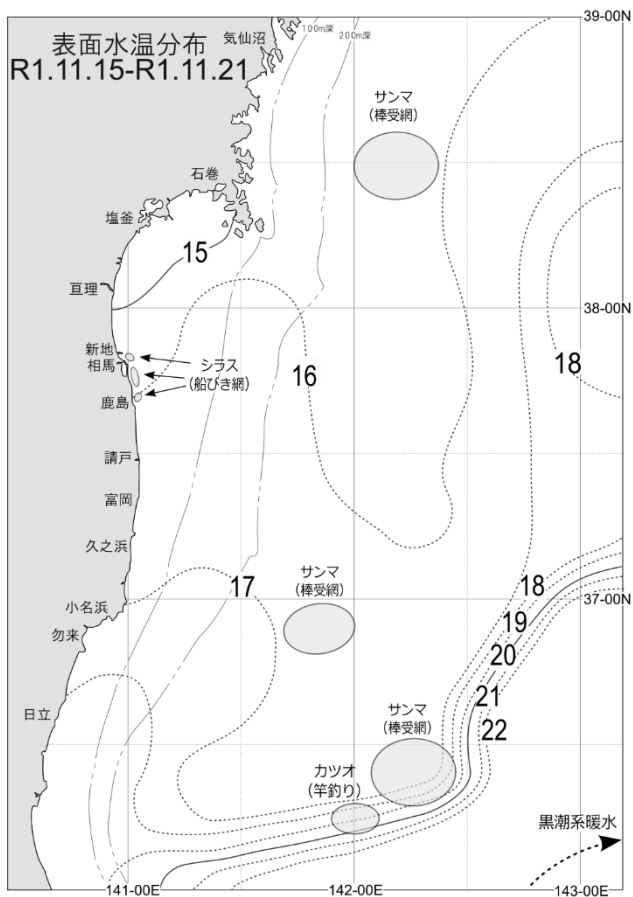 39-00N
表面水温分布
R1.11.15-R1.11.21
気仙沼
100m深
200m深
サンマ
(棒受網)
石巻
塩釜
15
亘理
38-00N
新地
相馬
シラス
(船びき網)
鹿島
16
18
請戸
富岡
久之浜
小名浜
勿来
17
サンマ
(棒受網)
18
37-00N
19
20
21
22
日立
サンマ
(棒受網)
カツオ
(竿釣り)
黒潮系暖水
141-00E
142-00E
143-00E